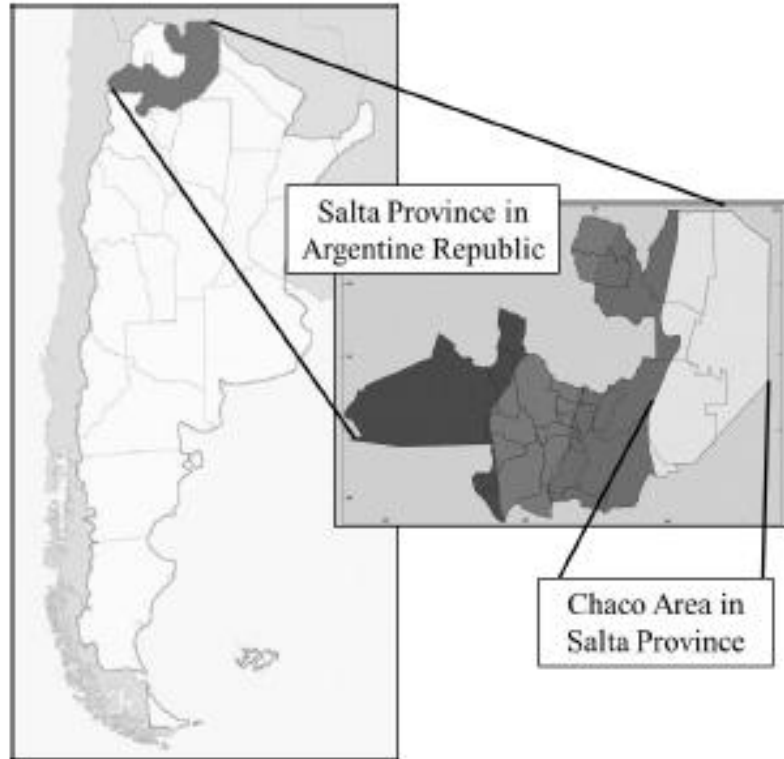 Salta Province in
Argentine Republic
Chaco Area in
Salta Province